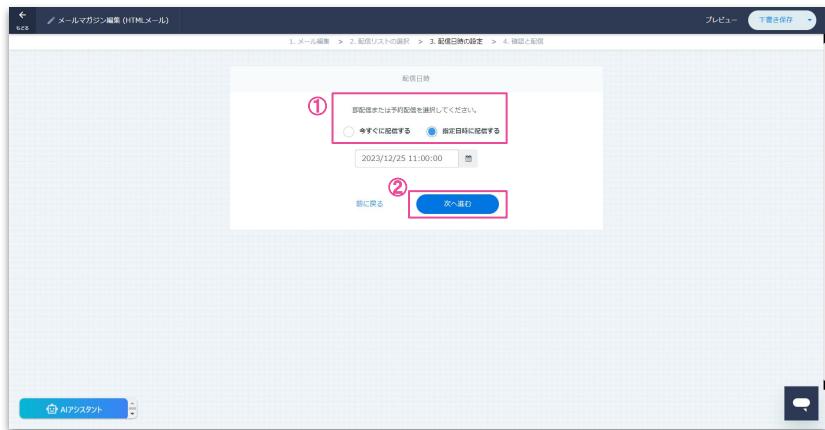 もどる
メールマガジン編集 (HTMLメール)
プレビュー
下書き保存
1. メール編集 > 2. 配信リストの選択 > 3. 配信日時の設定 > 4. 確認と配信
配信日時
①
即配信または予約配信を選択してください。
今すぐに配信する 指定日時に配信する
2023/12/25 11:00:00
②
前に戻る 次へ進む
AIアシスタント